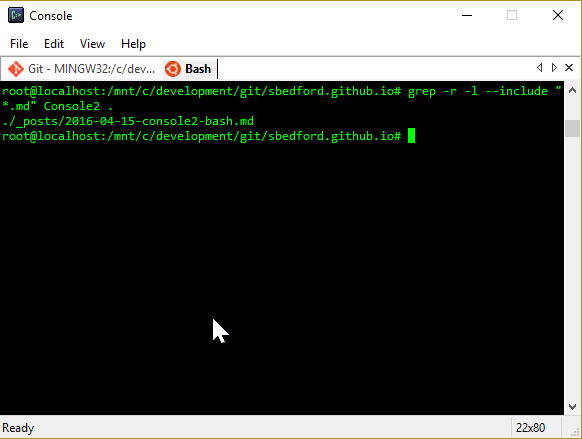 Console
File Edit View Help
Git - MINGW32:/c/dev... Bash
root@localhost:/mnt/c/development/git/sbedford.github.io# grep -r -l --include "
*.md" Console2 .
./_posts/2016-04-15-console2-bash.md
root@localhost:/mnt/c/development/git/sbedford.github.io#
Ready 22x80